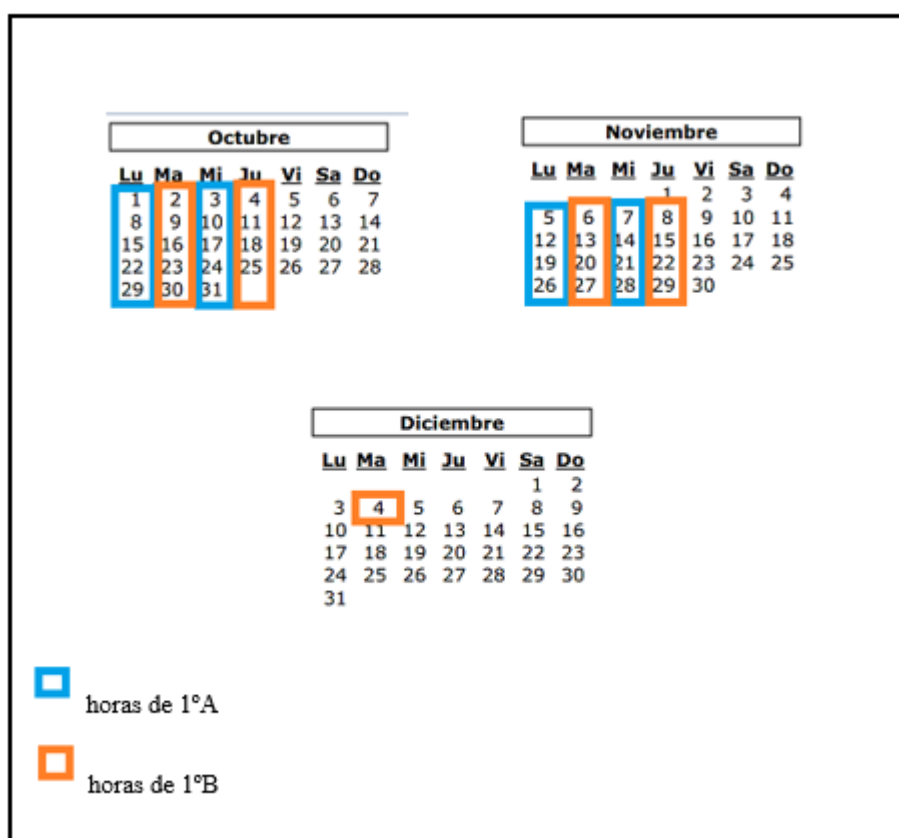 Octubre
Lu Ma Mi Ju Vi Sa Do
1 2 3 4 5 6 7
8 9 10 11 12 13 14
15 16 17 18 19 20 21
22 23 24 25 26 27 28
29 30 31
Noviembre
Lu Ma Mi Ju Vi Sa Do
1 2 3 4
5 6 7 8 9 10 11
12 13 14 15 16 17 18
19 20 21 22 23 24 25
26 27 28 29 30
Diciembre
Lu Ma Mi Ju Vi Sa Do
1 2
3 4 5 6 7 8 9
10 11 12 13 14 15 16
17 18 19 20 21 22 23
24 25 26 27 28 29 30
31
horas de 1ºA
horas de 1ºB